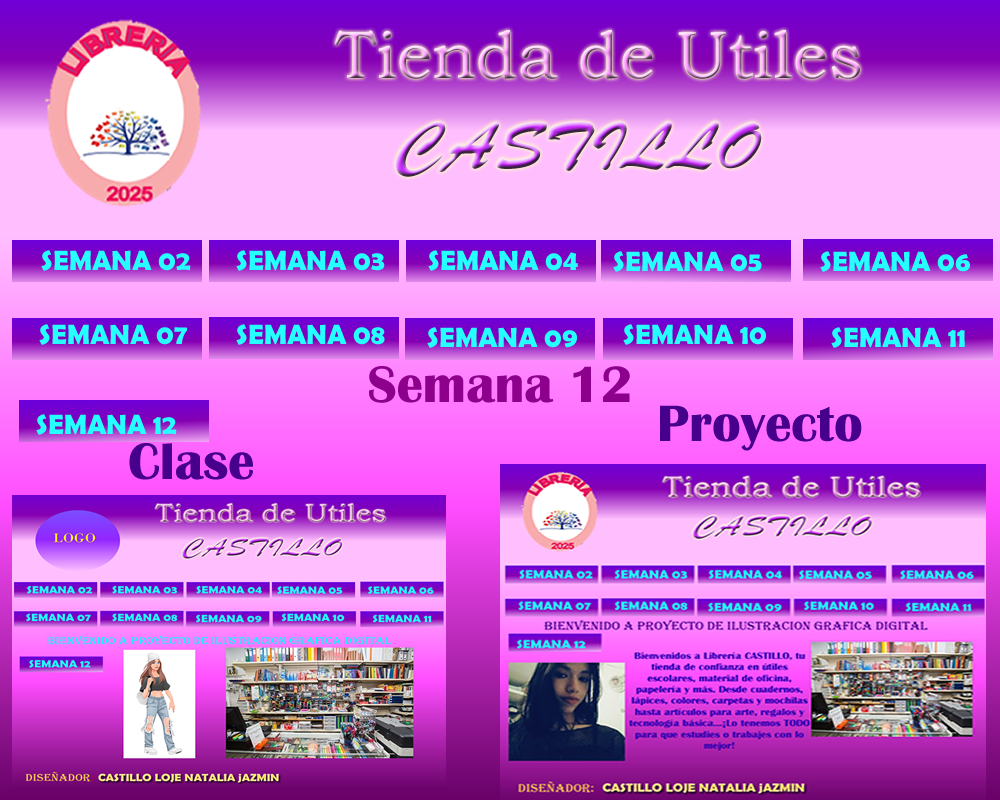 LIBRERIA
2025
Tienda de Utiles
CASTILLO
SEMANA 02
SEMANA 03
SEMANA 04
SEMANA 05
SEMANA 06
SEMANA 07
SEMANA 08
SEMANA 09
SEMANA 10
SEMANA 11
Semana 12
SEMANA 12
Clase
Proyecto
LOGO
Tienda de Utiles
CASTILLO
SEMANA 02
SEMANA 03
SEMANA 04
SEMANA 05
SEMANA 06
SEMANA 07
SEMANA 08
SEMANA 09
SEMANA 10
SEMANA 11
BIENVENIDO A PROYECTO DE ILUSTRACION GRAFICA DIGITAL
SEMANA 12
DISEÑADOR CASTILLO LOJE NATALIA JAZMIN
LIBRERIA
2025
Tienda de Utiles
CASTILLO
SEMANA 02
SEMANA 03
SEMANA 04
SEMANA 05
SEMANA 06
SEMANA 07
SEMANA 08
SEMANA 09
SEMANA 10
SEMANA 11
BIENVENIDO A PROYECTO DE ILUSTRACION GRAFICA DIGITAL
SEMANA 12
Bienvenidos a Librería CASTILLO, tu
tienda de confianza en útiles
escolares, material de oficina,
papelería y más. Desde cuadernos,
lápices, colores, carpetas y mochilas
hasta artículos para arte, regalos y
tecnología básica...¡Lo tenemos TODO
para que estudies o trabajes con lo
mejor!
DISEÑADOR: CASTILLO LOJE NATALIA JAZMIN